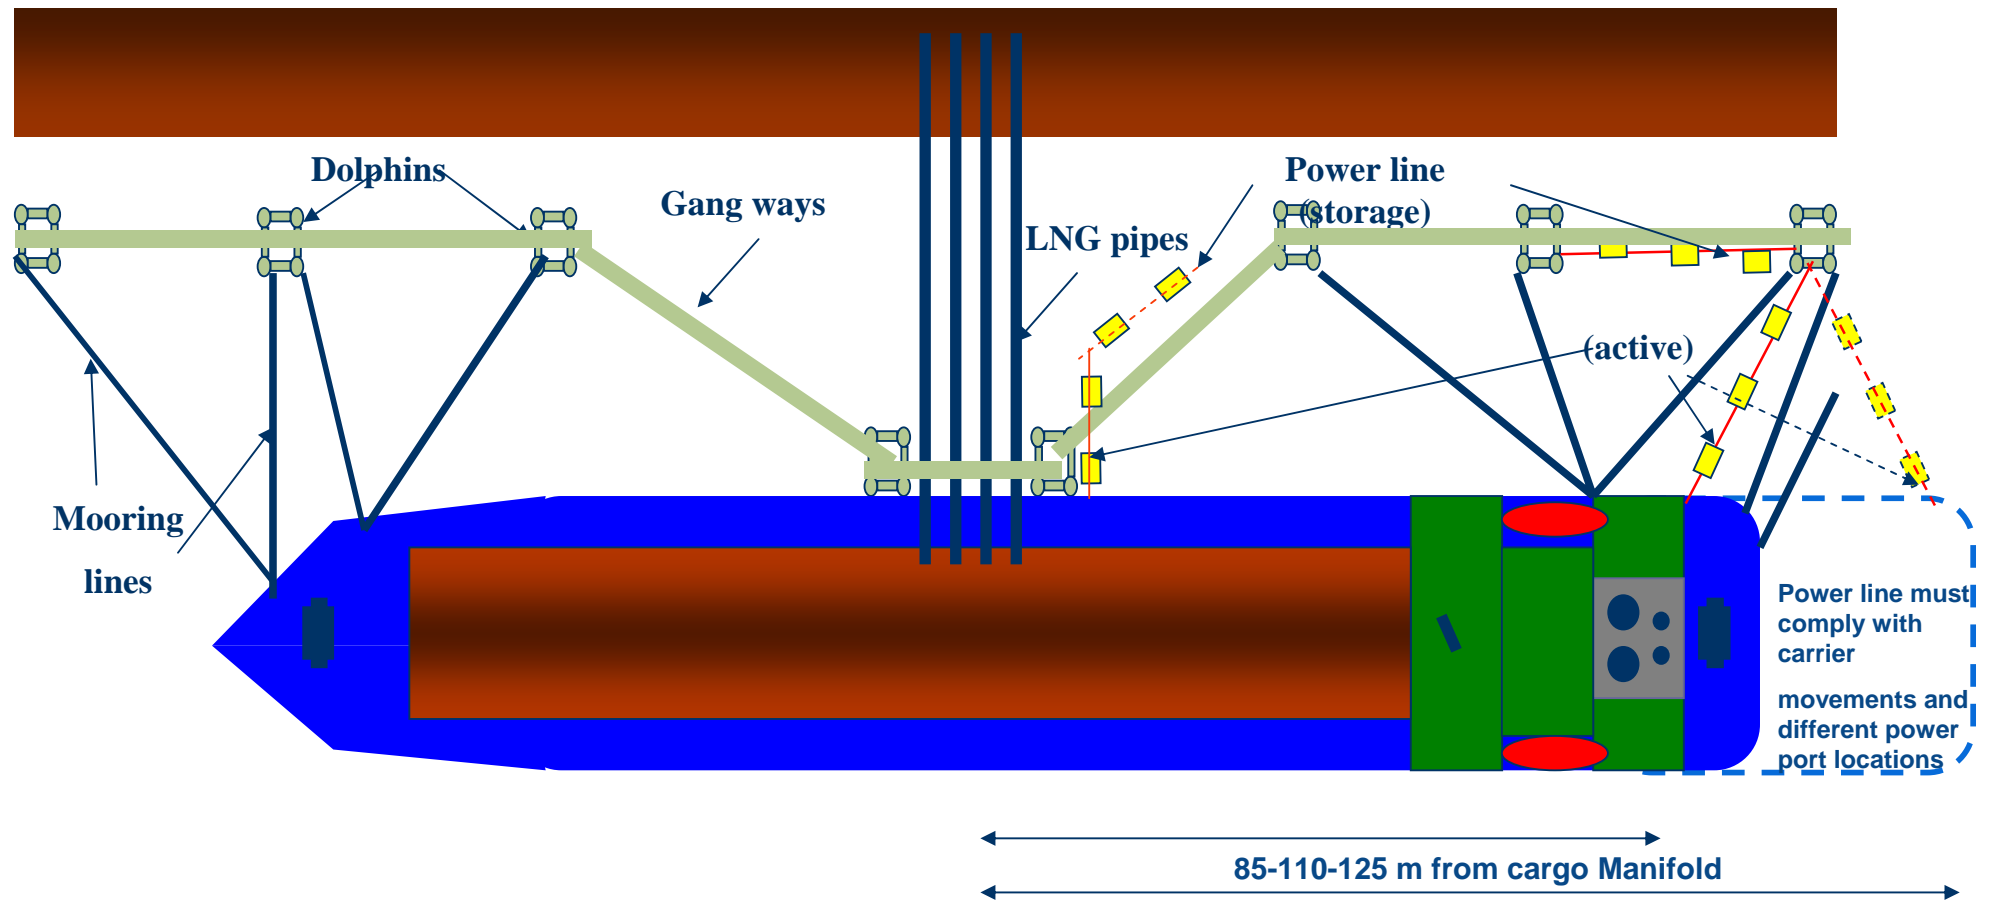 Dolphins
Gang ways
LNG pipes
Power line
(storage)
(active)
Mooring
lines
Power line must
comply with
carrier
movements and
different power
port locations
85-110-125 m from cargo Manifold